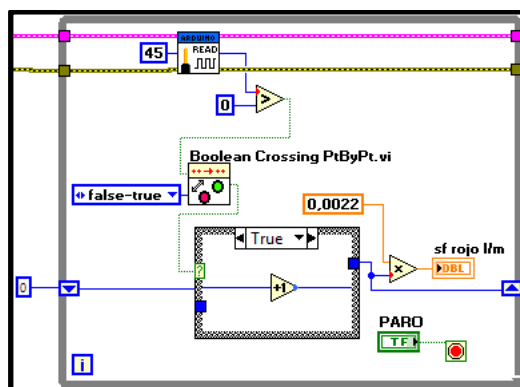 ARDUINO
READ
45
>
0
Boolean Crossing PtByPt.vi
false-true
0,0022
True
sf rojo l/m
?
+1
x
DBL
0
PARO
TF
i